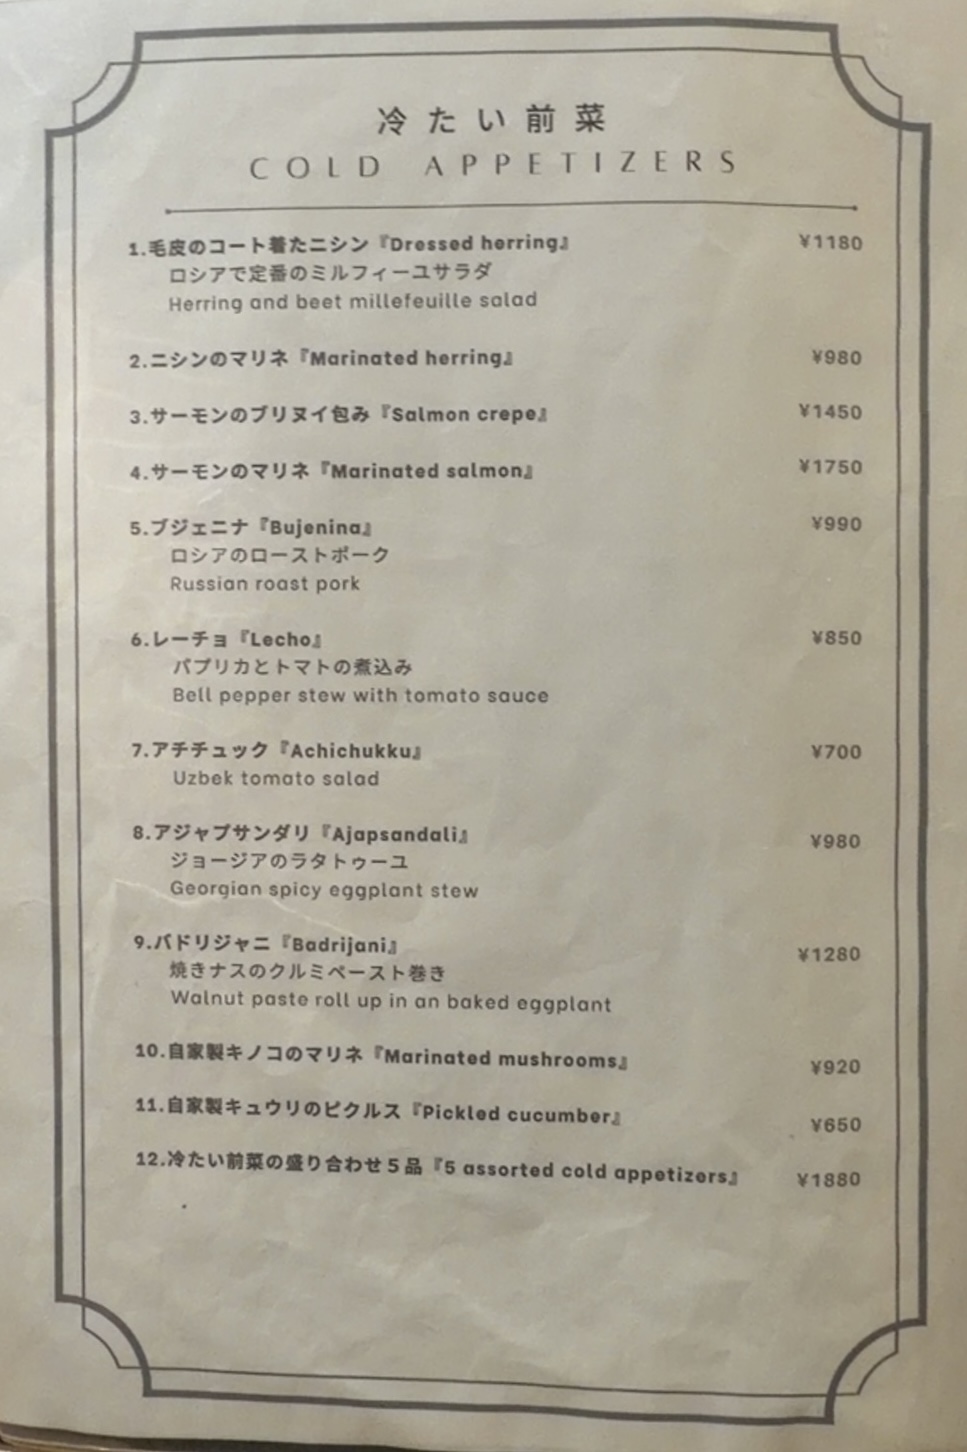 冷たい前菜
COLD APPETIZERS
1.毛皮のコート着たニシン『Dressed herring』 ¥1180
ロシアで定番のミルフィーユサラダ
Herring and beet millefeuille salad
2.ニシンのマリネ『Marinated herring』 ¥980
3.サーモンのブリヌイ包み『Salmon crepe』 ¥1450
4.サーモンのマリネ『Marinated salmon』 ¥1750
5.ブジェニナ『Bujenina』 ¥990
ロシアのローストポーク
Russian roast pork
6.レーチョ『Lecho』 ¥850
パプリカとトマトの煮込み
Bell pepper stew with tomato sauce
7.アチチュック『Achichukku』 ¥700
Uzbek tomato salad
8.アジャプサンダリ『Ajapsandali』 ¥980
ジョージアのラタトゥーユ
Georgian spicy eggplant stew
9.バドリジャニ『Badrijani』 ¥1280
焼きナスのクルミペースト巻き
Walnut paste roll up in an baked eggplant
10.自家製キノコのマリネ『Marinated mushrooms』 ¥920
11.自家製キュウリのピクルス『Pickled cucumber』 ¥650
12.冷たい前菜の盛り合わせ5品『5 assorted cold appetizers』 ¥1880